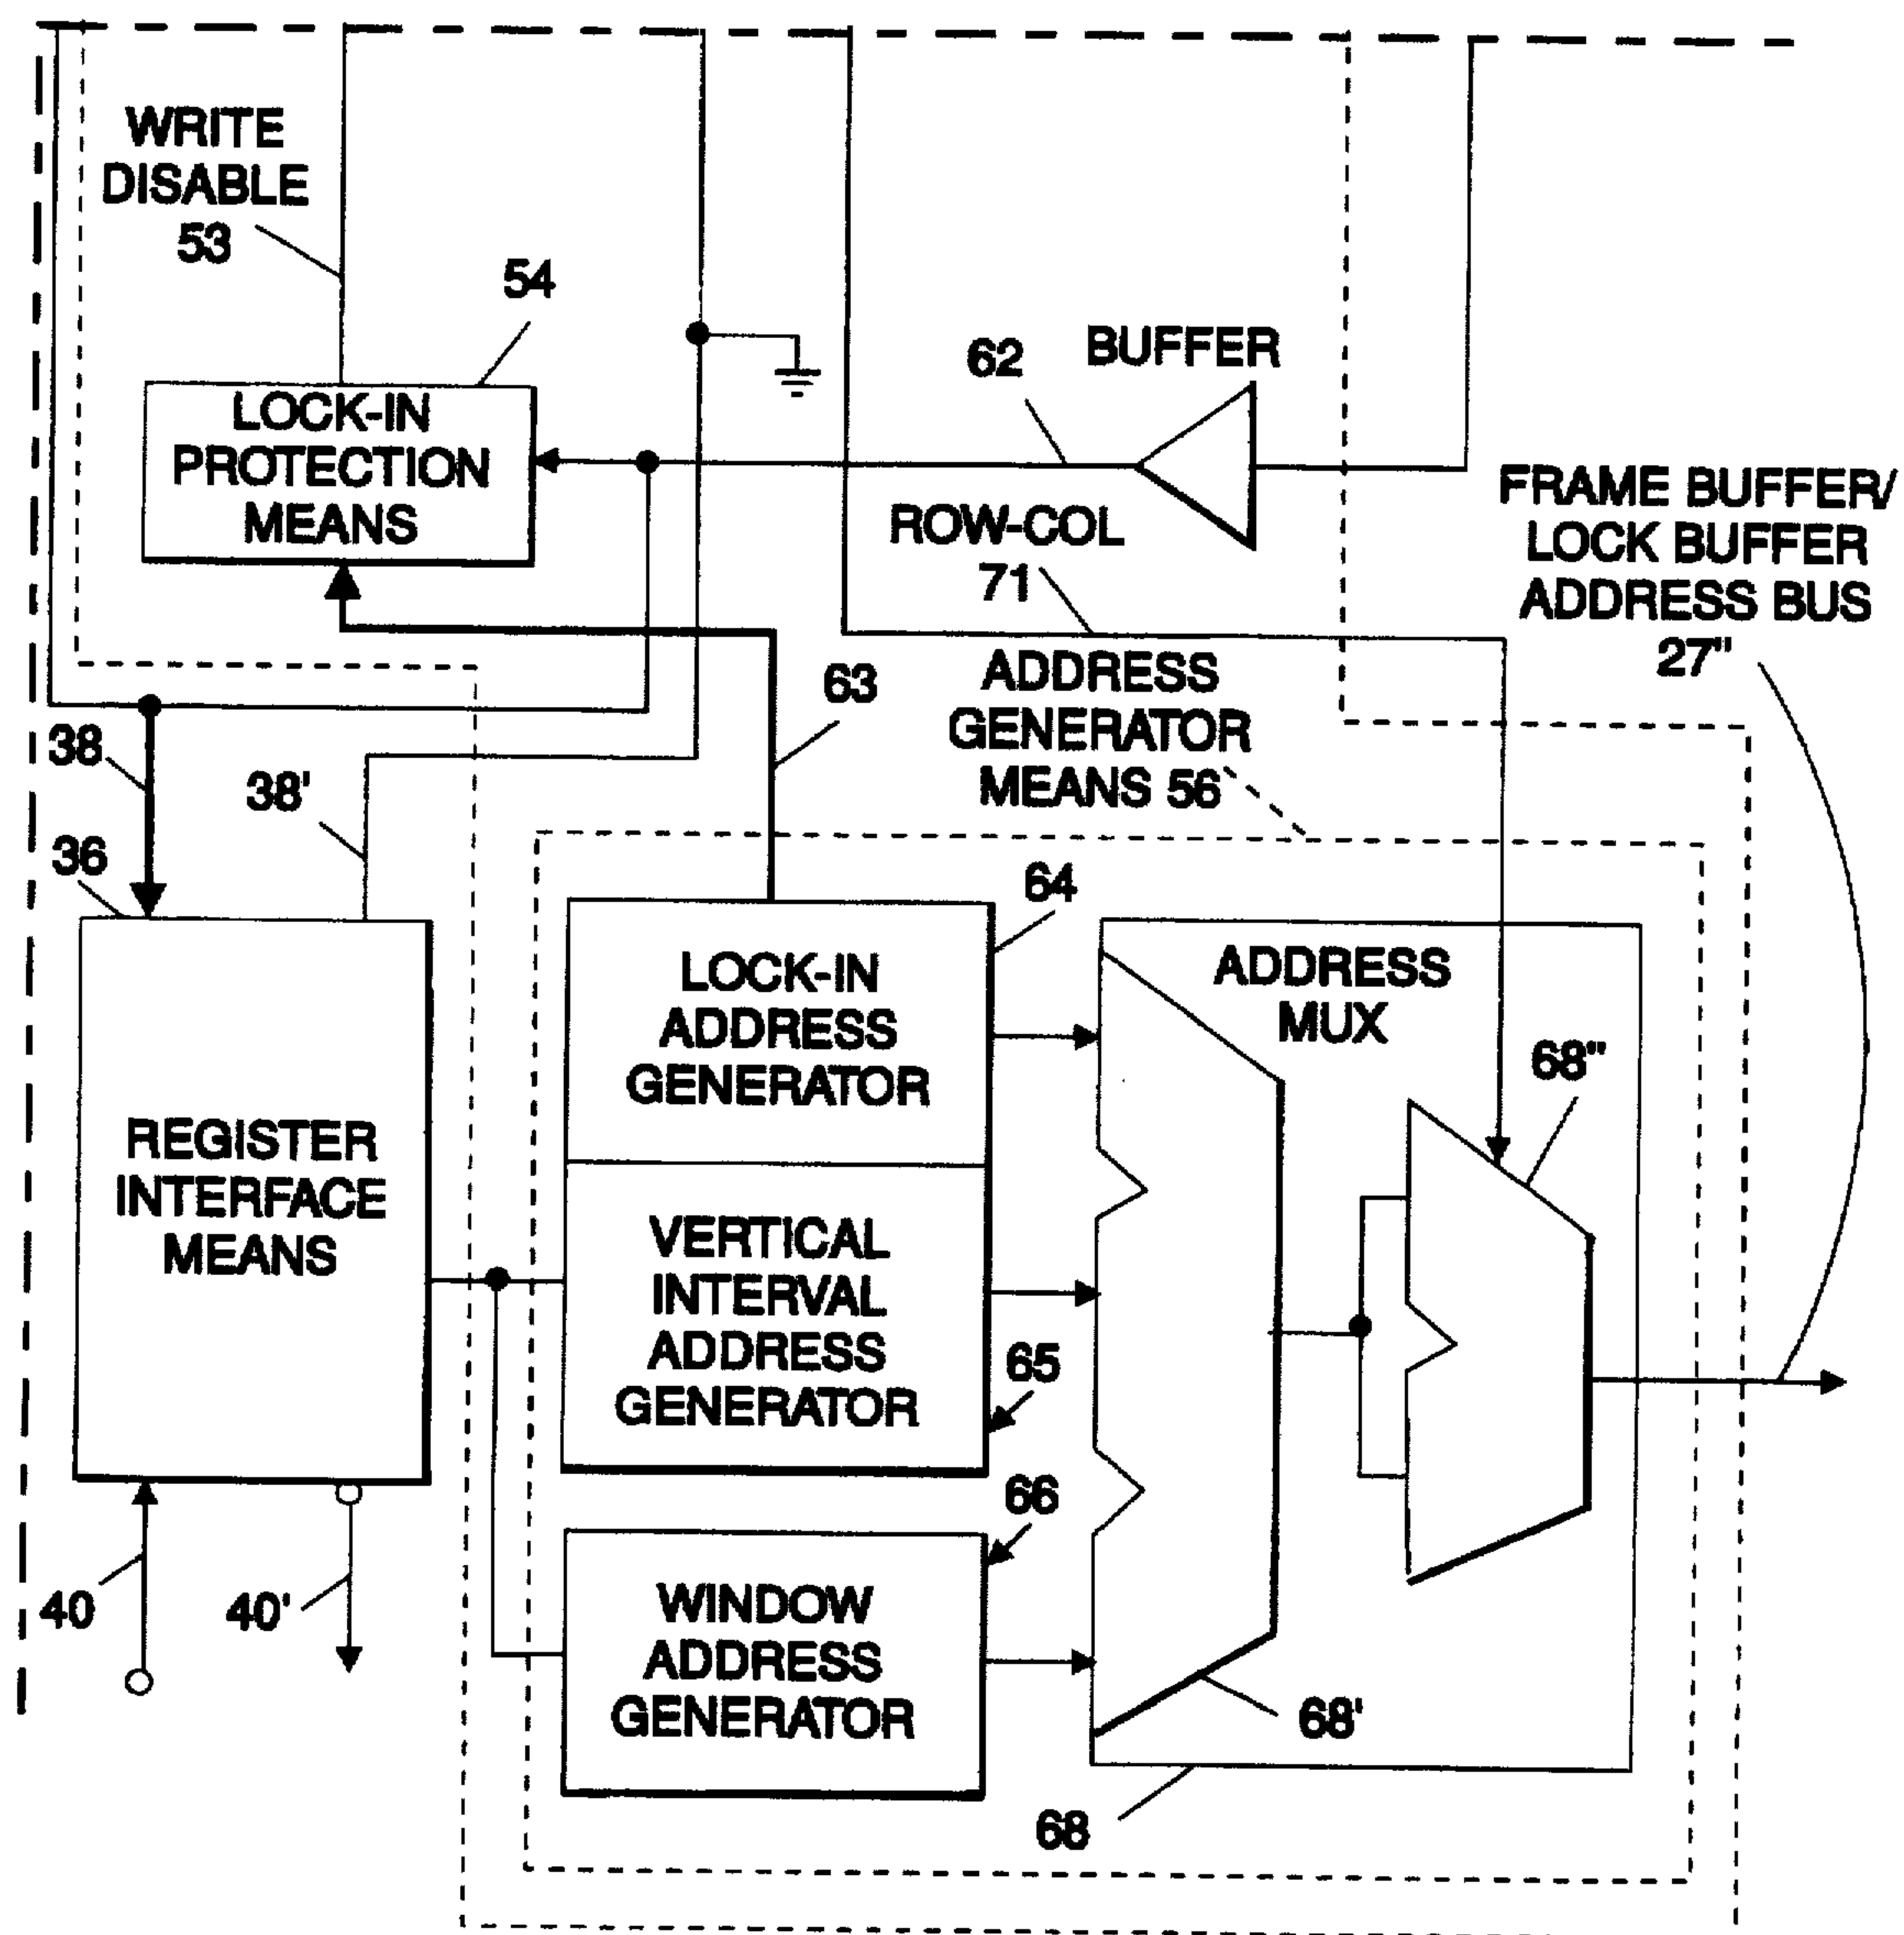 WRITE
DISABLE
53
54
62
BUFFER
LOCK-IN
PROTECTION
MEANS
ROW-COL
71
FRAME BUFFER/
LOCK BUFFER
ADDRESS BUS
27"
63
ADDRESS
GENERATOR
MEANS 56
38
38'
36
64
LOCK-IN
ADDRESS
GENERATOR
ADDRESS
MUX
68"
REGISTER
INTERFACE
MEANS
VERTICAL
INTERVAL
ADDRESS
GENERATOR
65
66
40
40'
WINDOW
ADDRESS
GENERATOR
68'
68